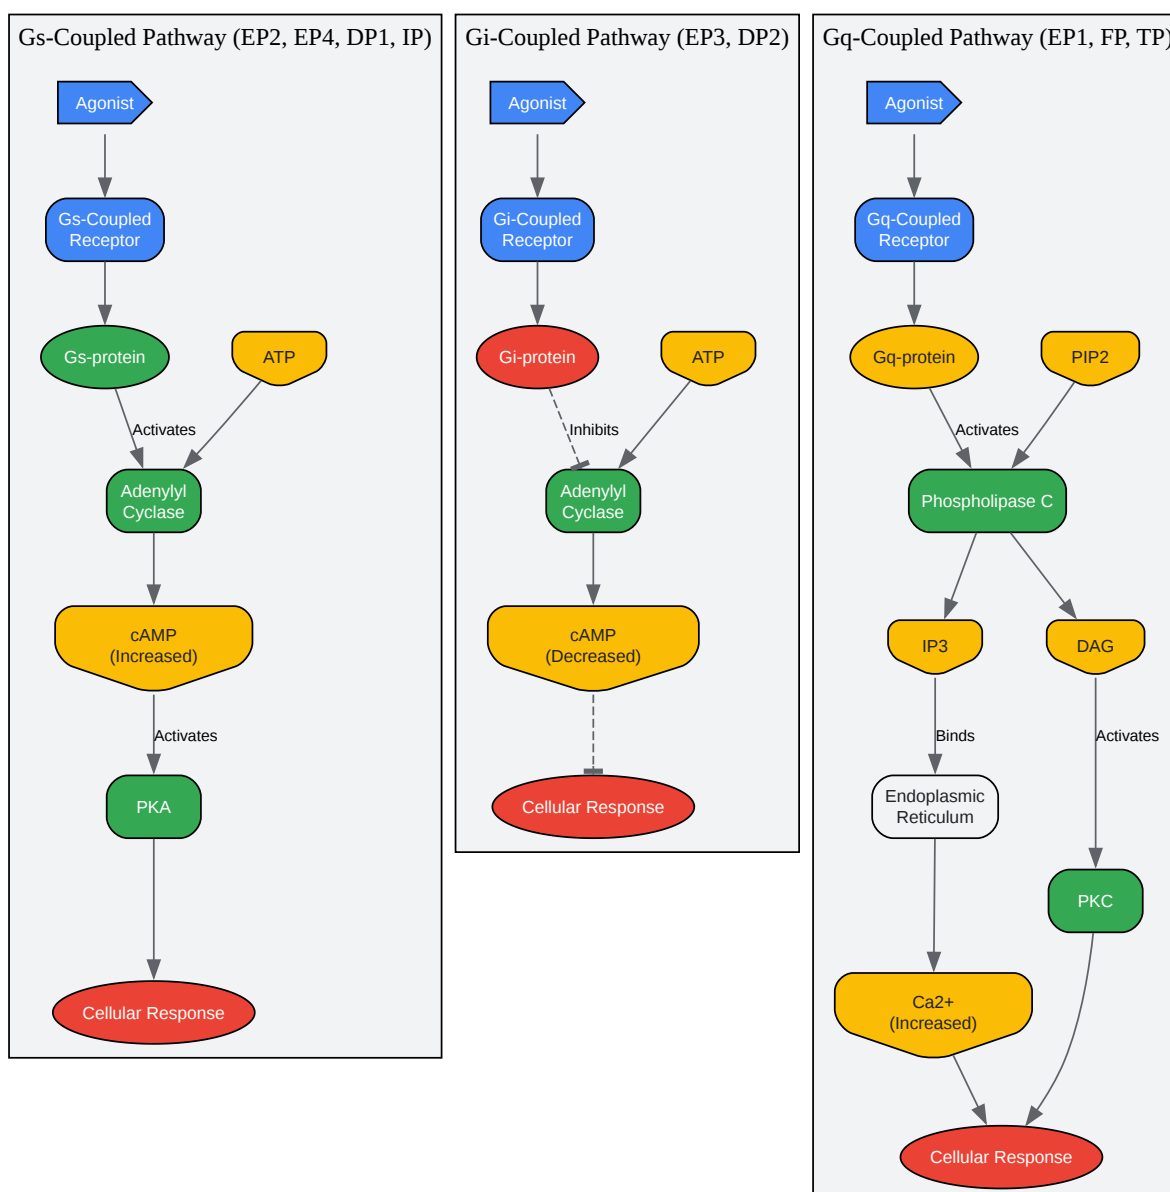 Gs-Coupled Pathway (EP2, EP4, DP1, IP)
Agonist
Gs-Coupled
Receptor
Gs-protein
ATP
Activates
Adenylyl
Cyclase
cAMP
(Increased)
Activates
PKA
Cellular Response
Gi-Coupled Pathway (EP3, DP2)
Agonist
Gi-Coupled
Receptor
Gi-protein
ATP
Inhibits
Adenylyl
Cyclase
cAMP
(Decreased)
Cellular Response
Gq-Coupled Pathway (EP1, FP, TP)
Agonist
Gq-Coupled
Receptor
Gq-protein
PIP2
Activates
Phospholipase C
IP3
DAG
Binds
Activates
Endoplasmic
Reticulum
PKC
Ca2+
(Increased)
Cellular Response